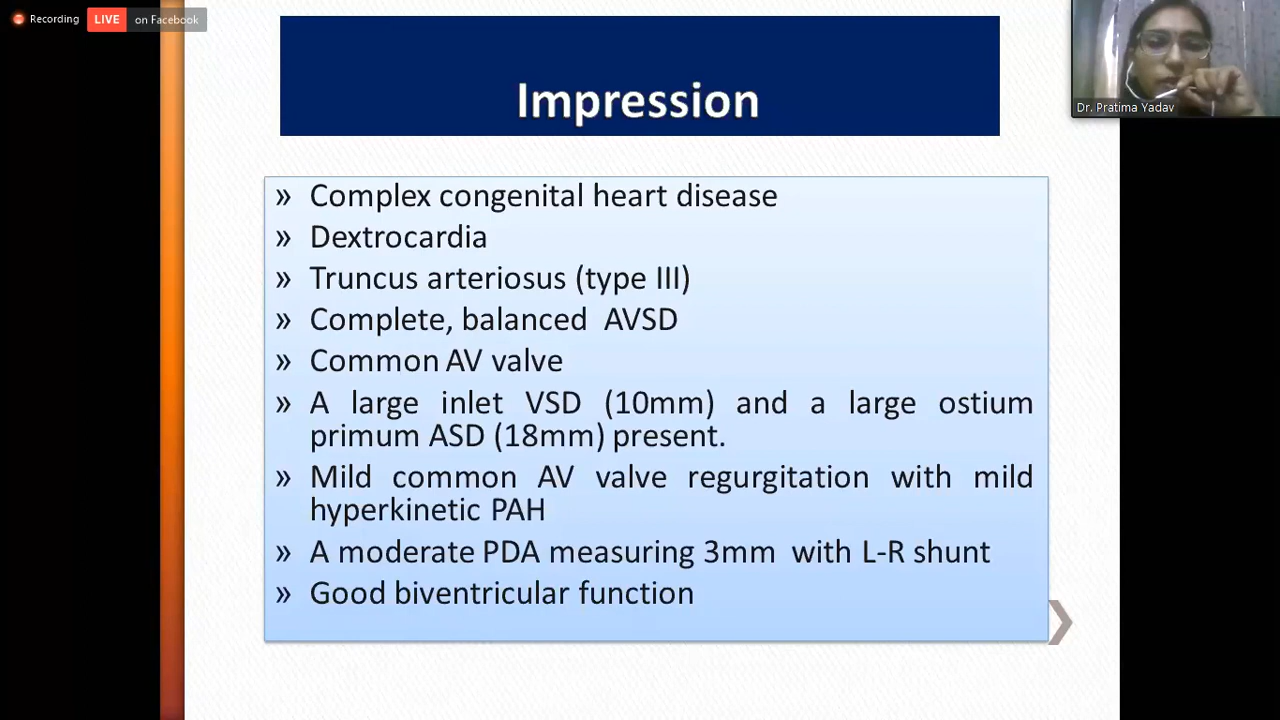 Recording LIVE on Facebook
Dr. Pratima Yadav
Impression
» Complex congenital heart disease
» Dextrocardia
» Truncus arteriosus (type III)
» Complete, balanced AVSD
» Common AV valve
» A large inlet VSD (10mm) and a large ostium
primum ASD (18mm) present.
» Mild common AV valve regurgitation with mild
hyperkinetic PAH
» A moderate PDA measuring 3mm with L-R shunt
» Good biventricular function